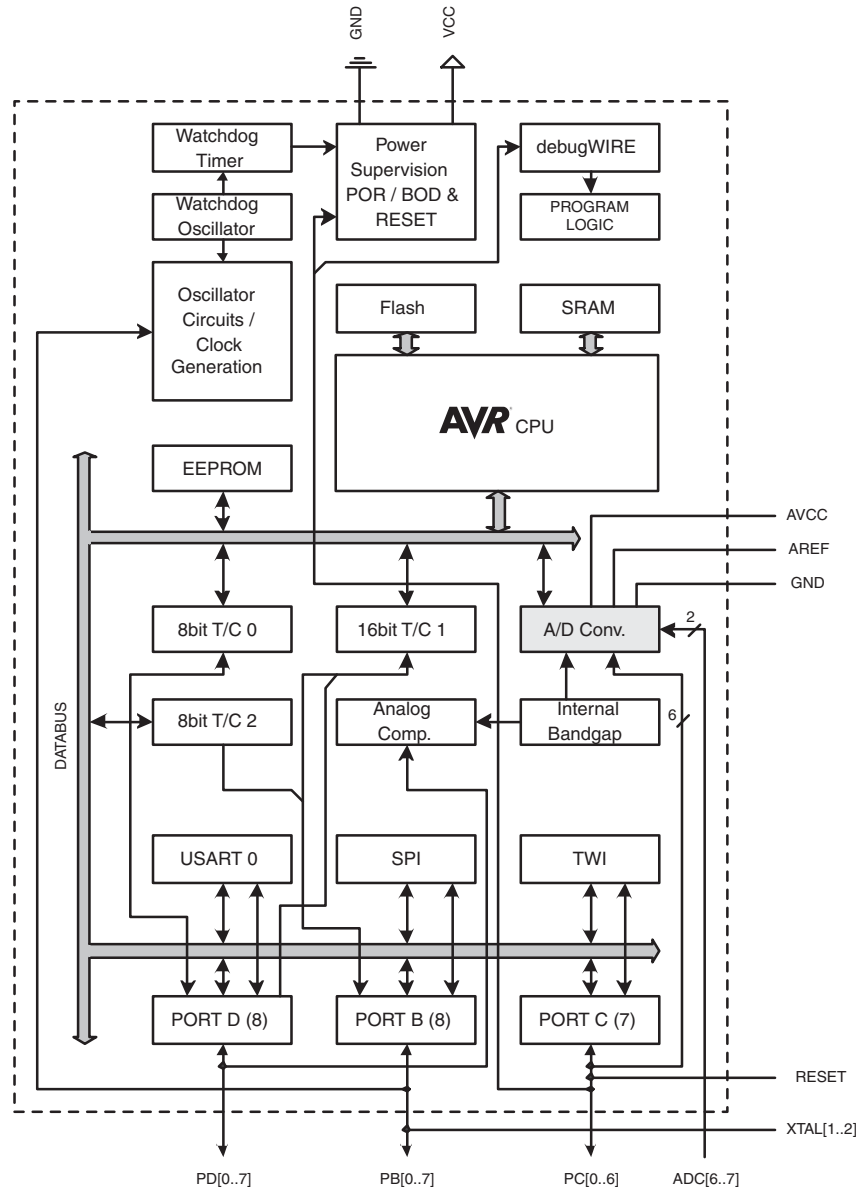 GND
VCC
Watchdog
Timer
Power
Supervision
POR / BOD &
RESET
debugWIRE
Watchdog
Oscillator
PROGRAM
LOGIC
Oscillator
Circuits /
Clock
Generation
Flash
SRAM
AVR CPU
EEPROM
AVCC
AREF
GND
8bit T/C 0
16bit T/C 1
A/D Conv.
2
8bit T/C 2
Analog
Comp.
Internal
Bandgap
6
DATABUS
USART 0
SPI
TWI
PORT D (8)
PORT B (8)
PORT C (7)
RESET
XTAL[1..2]
PD[0..7]
PB[0..7]
PC[0..6]
ADC[6..7]